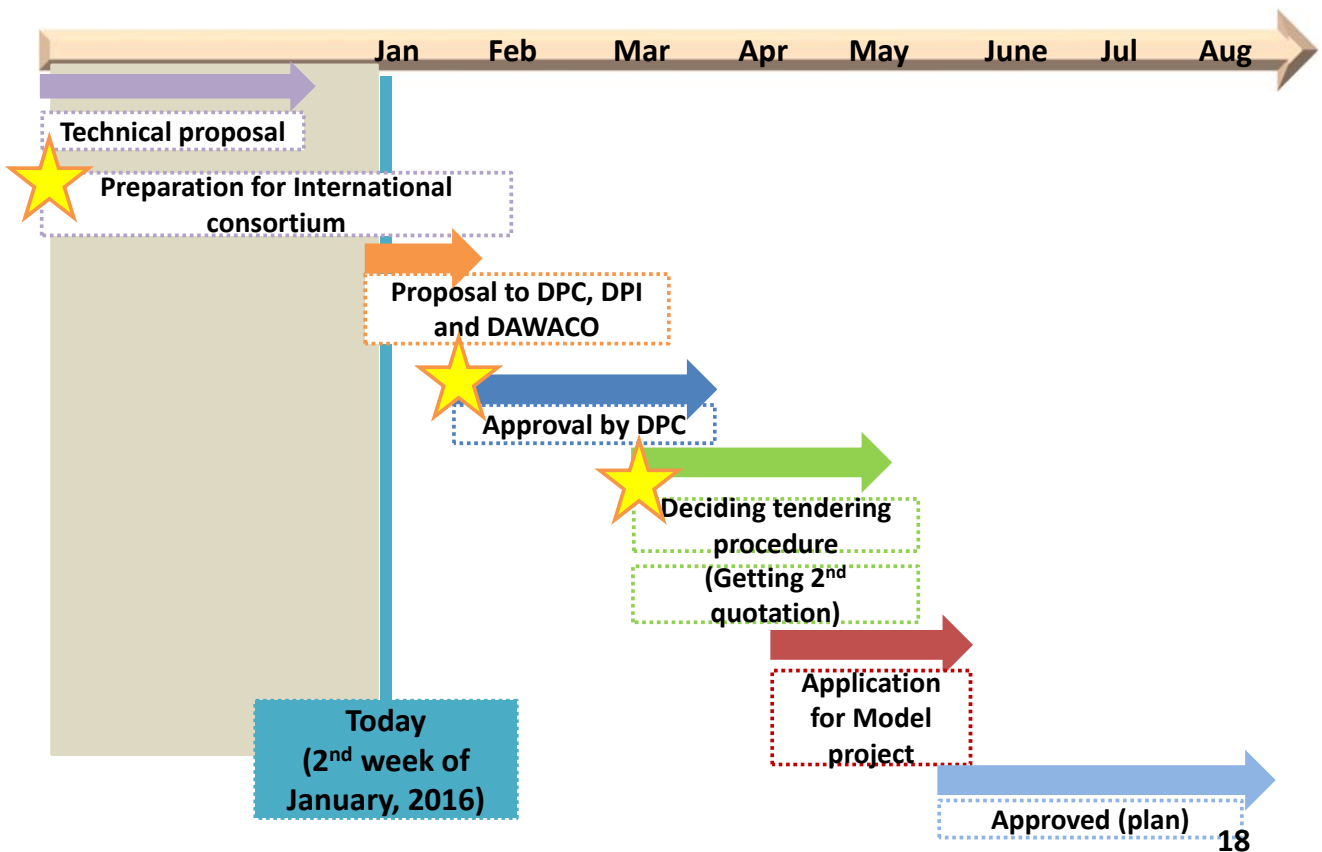 Jan Feb Mar Apr May June Jul Aug
Technical proposal
Preparation for International
consortium
Proposal to DPC, DPI
and DAWACO
Approval by DPC
Deciding tendering
procedure
(Getting 2nd
quotation)
Application
for Model
project
Today
(2nd week of
January, 2016)
Approved (plan)
18